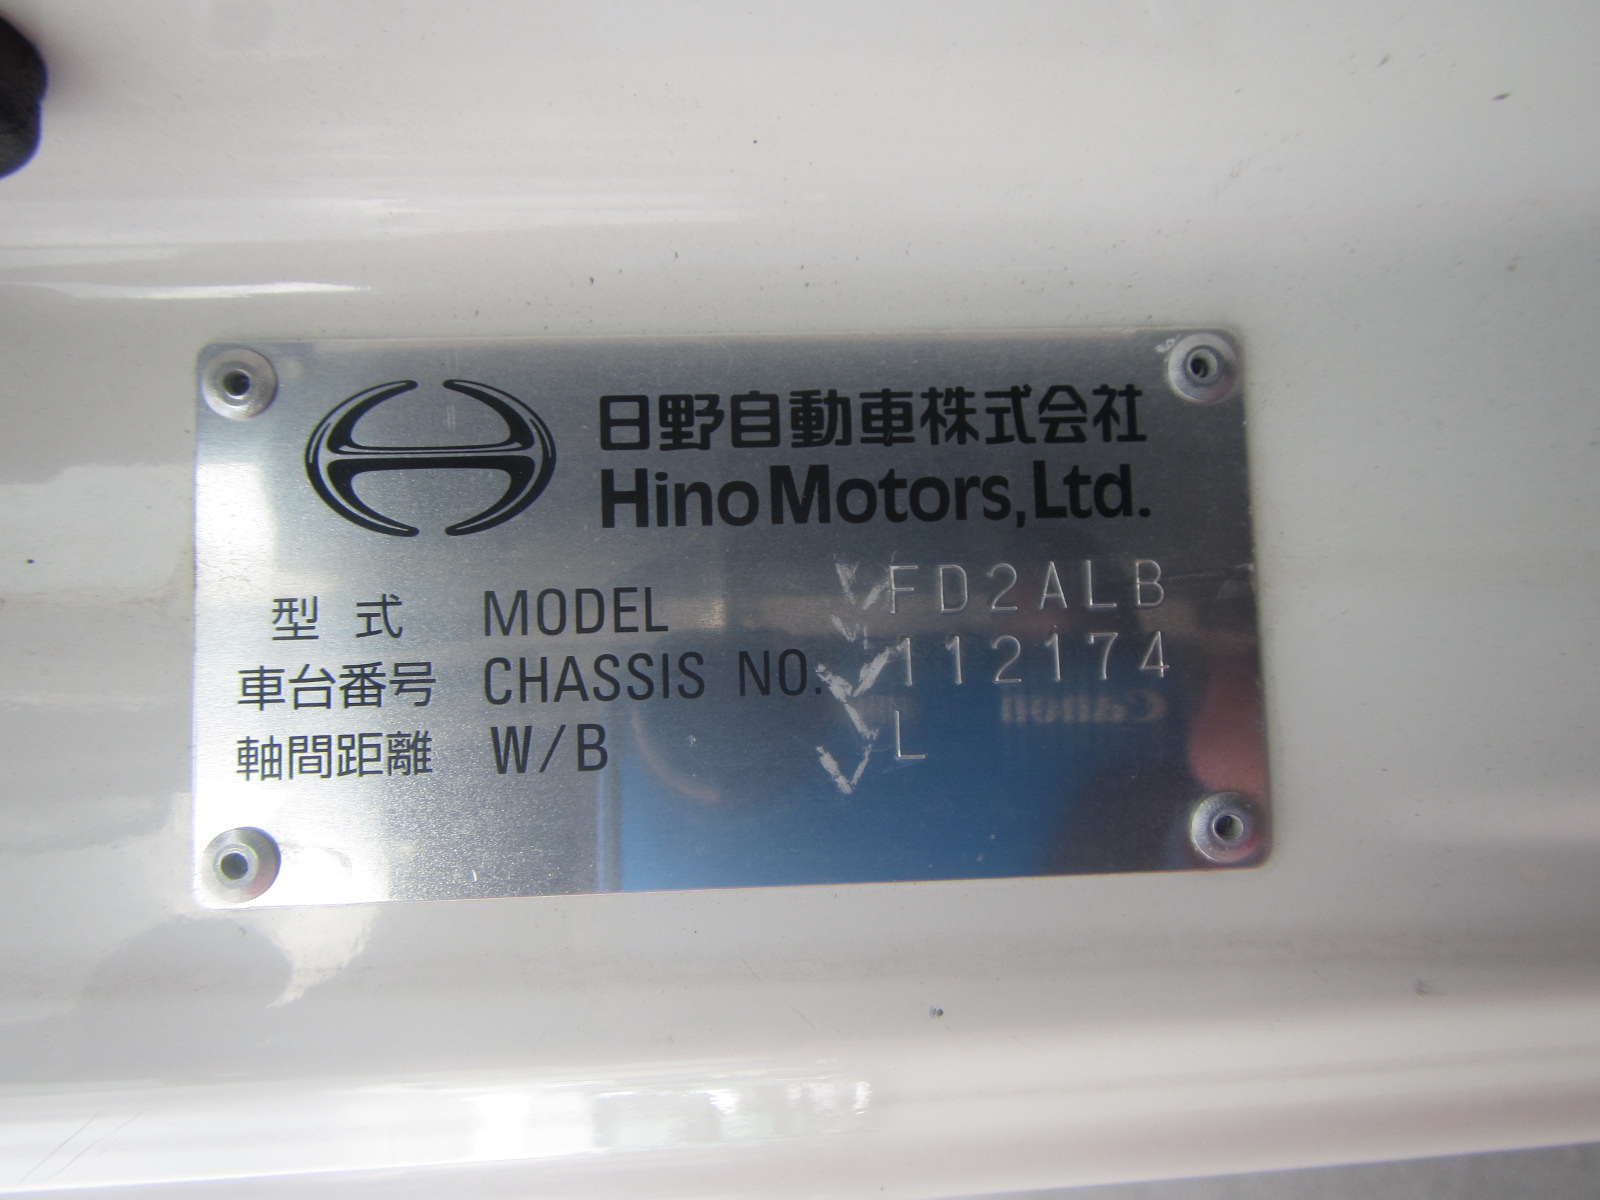 日野自動車株式会社
Hino Motors, Ltd.
型式 MODEL FD2ALB
車台番号 CHASSIS NO. 112174
軸間距離 W/B L
Canon